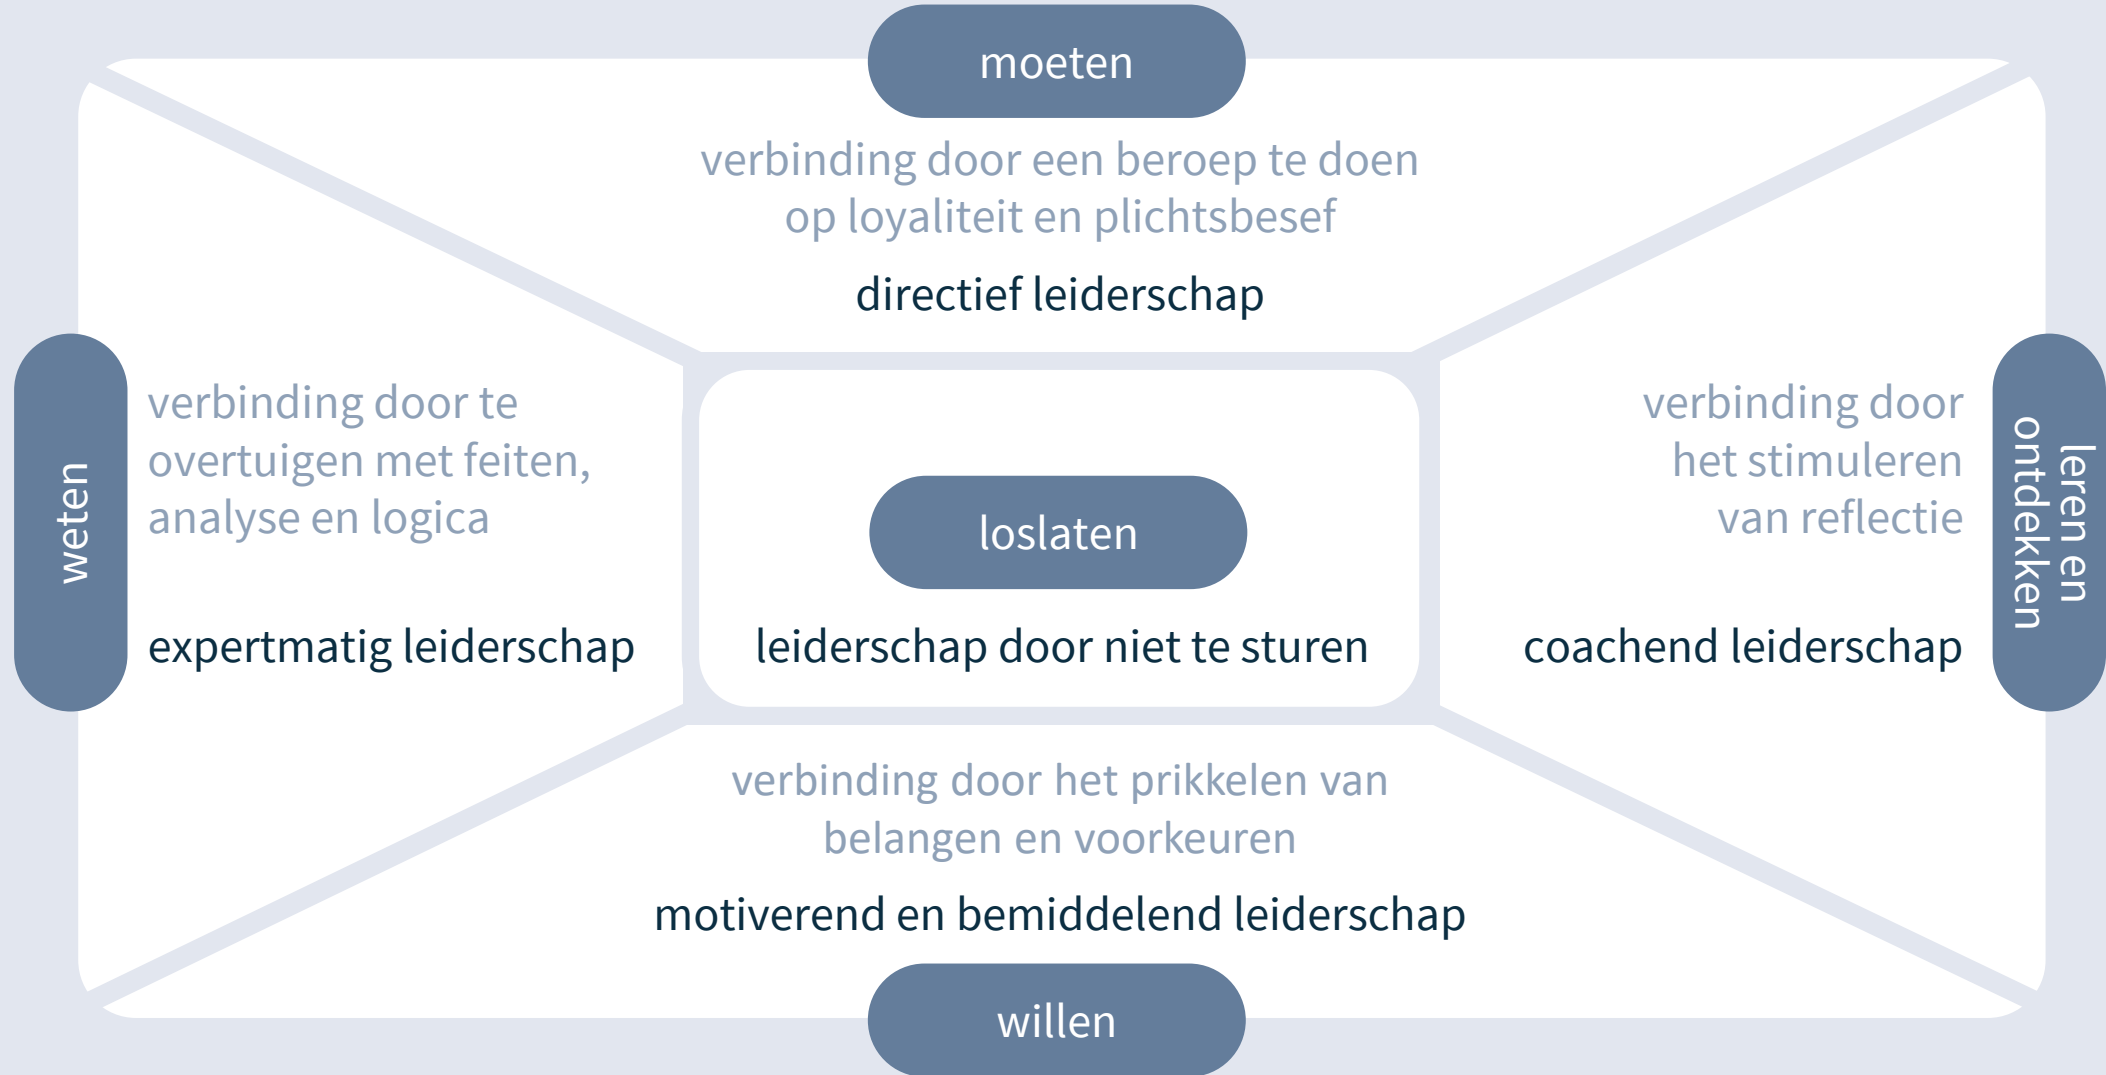 moeten
verbinding door een beroep te doen
op loyaliteit en plichtsbesef
directief leiderschap
weten
verbinding door te
overtuigen met feiten,
analyse en logica
expertmatig leiderschap
loslaten
leiderschap door niet te sturen
verbinding door
het stimuleren
van reflectie
coachend leiderschap
leren en
ontdekken
verbinding door het prikkelen van
belangen en voorkeuren
motiverend en bemiddelend leiderschap
willen